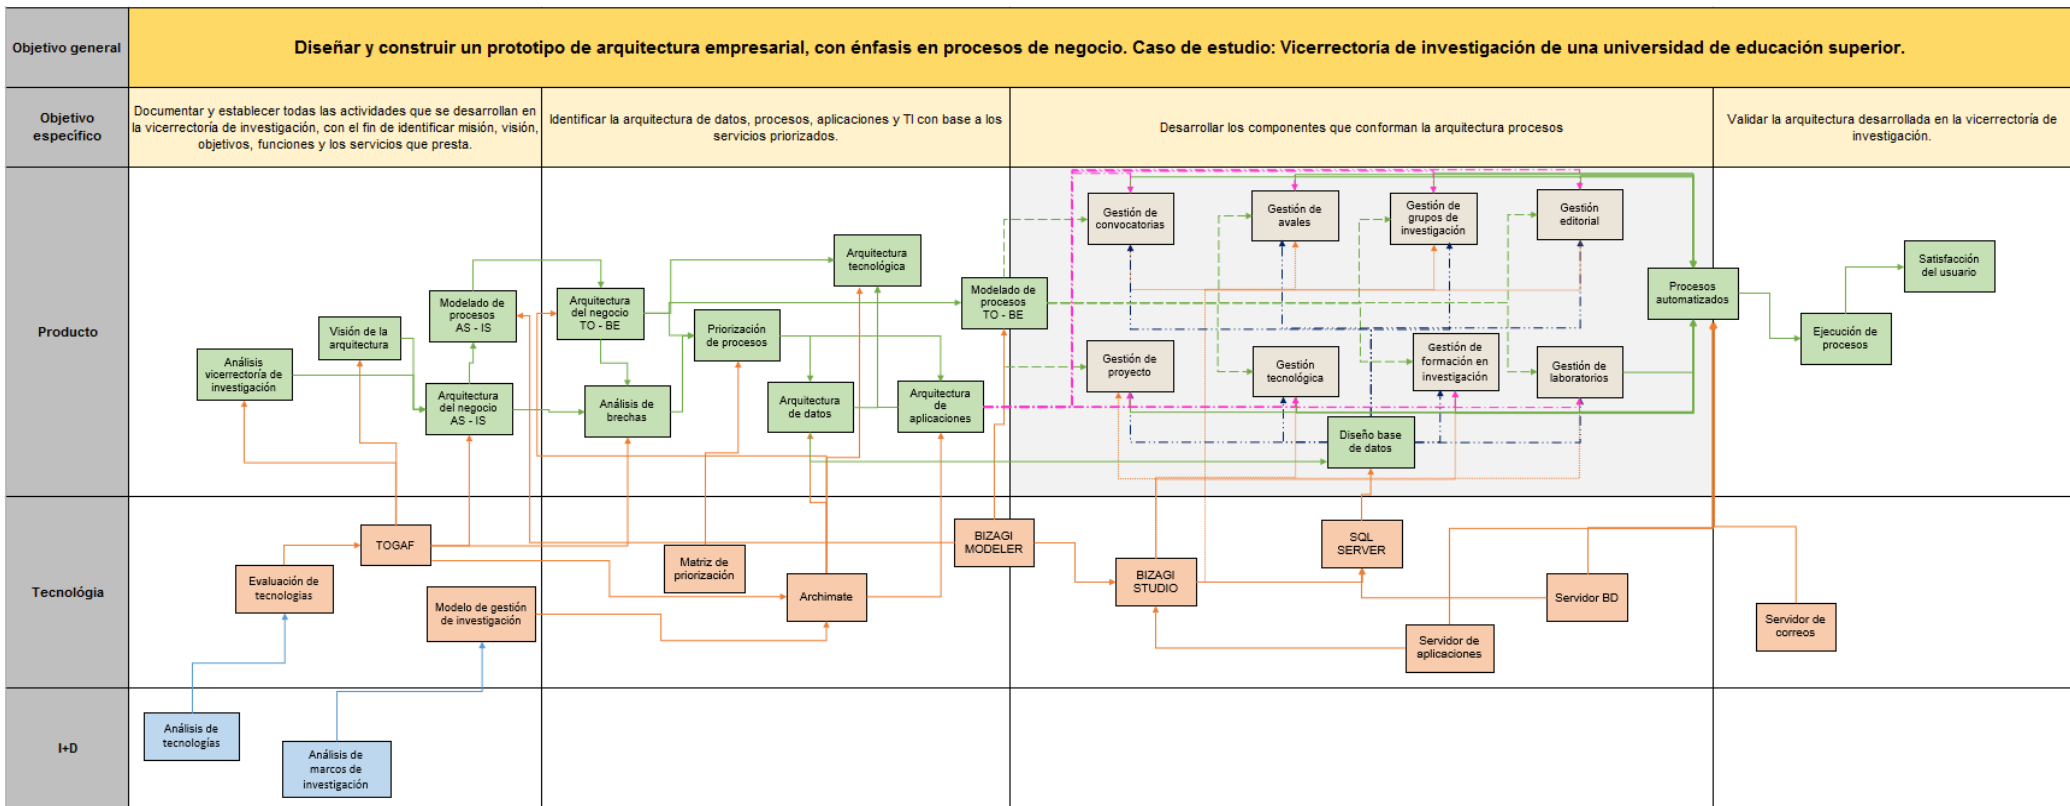 Objetivo general
Diseñar y construir un prototipo de arquitectura empresarial, con énfasis en procesos de negocio. Caso de estudio: Vicerrectoría de investigación de una universidad de educación superior.
Objetivo
específico
Documentar y establecer todas las actividades que se desarrollan en
la vicerrectoría de investigación, con el fin de identificar misión, visión,
objetivos, funciones y los servicios que presta.
Identificar la arquitectura de datos, procesos, aplicaciones y TI con base a los
servicios priorizados.
Desarrollar los componentes que conforman la arquitectura procesos
Validar la arquitectura desarrollada en la vicerrectoría de
investigación.
Producto
Análisis
vicerrectoría de
investigación
Visión de la
arquitectura
Modelado de
procesos
AS - IS
Arquitectura
del negocio
AS - IS
Arquitectura
del negocio
TO - BE
Análisis de
brechas
Priorización
de procesos
Arquitectura
tecnológica
Arquitectura
de datos
Arquitectura
de
aplicaciones
Modelado de
procesos
TO - BE
Gestión de
convocatorias
Gestión de
avales
Gestión de
grupos de
investigación
Gestión
editorial
Gestión de
proyecto
Gestión
tecnológica
Gestión de
formación en
investigación
Gestión de
laboratorios
Diseño base
de datos
Procesos
automatizados
Ejecución de
procesos
Satisfacción
del usuario
Tecnológia
TOGAF
Evaluación de
tecnologias
Modelo de gestión
de investigación
Matriz de
priorización
Archimate
BIZAGI
MODELER
BIZAGI
STUDIO
SQL
SERVER
Servidor BD
Servidor de
aplicaciones
Servidor de
correos
I+D
Análisis de
tecnologías
Análisis de
marcos de
investigación